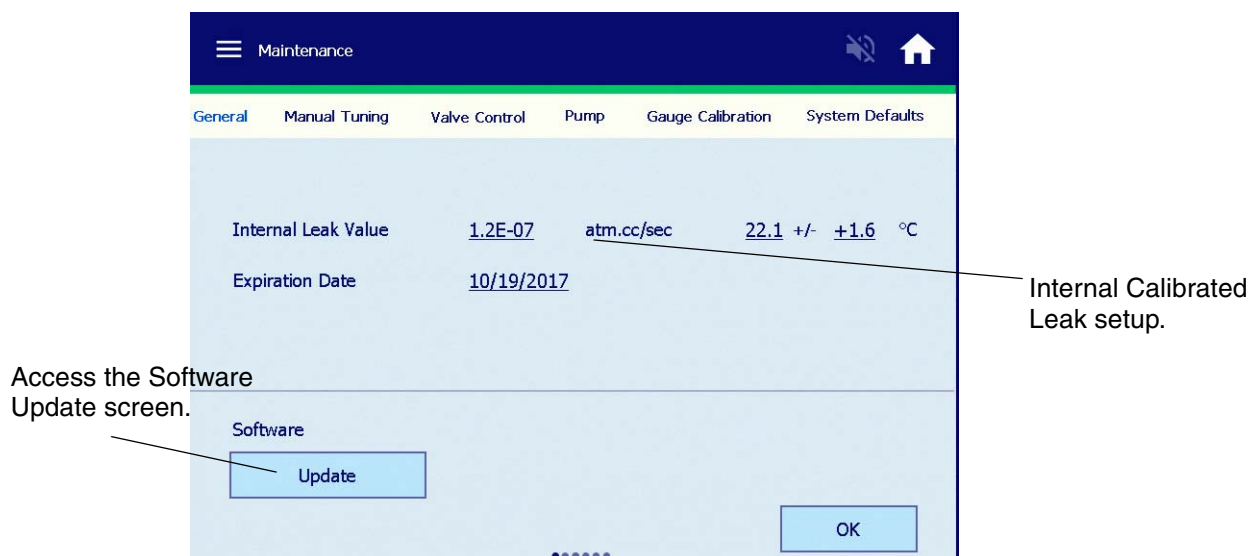 Maintenance
General Manual Tuning Valve Control Pump Gauge Calibration System Defaults
Internal Leak Value 1.2E-07 atm.cc/sec 22.1 +/- +1.6 °C
Expiration Date 10/19/2017
Internal Calibrated
Leak setup.
Access the Software
Update screen.
Software
Update
OK